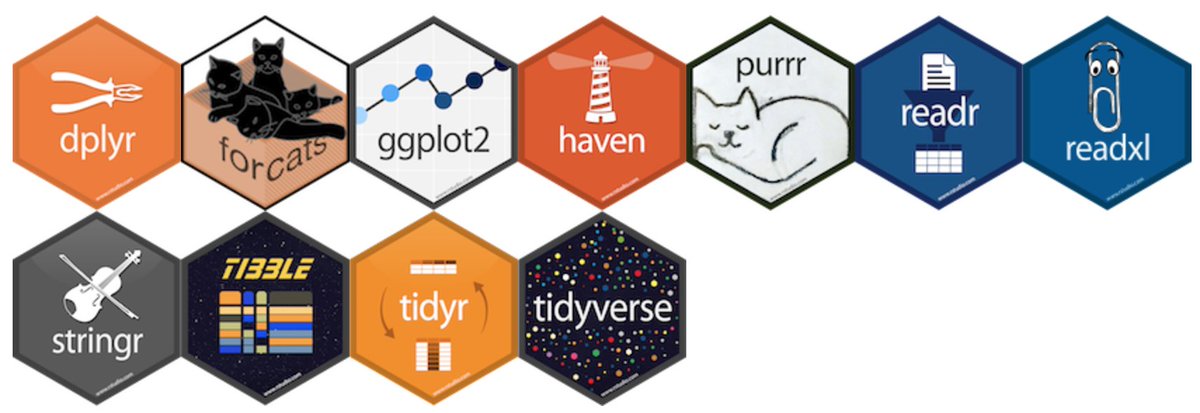 dplyr
forcats
ggplot2
haven
purrr
readr
readxl
stringr
TIBBLE
tidyr
tidyverse